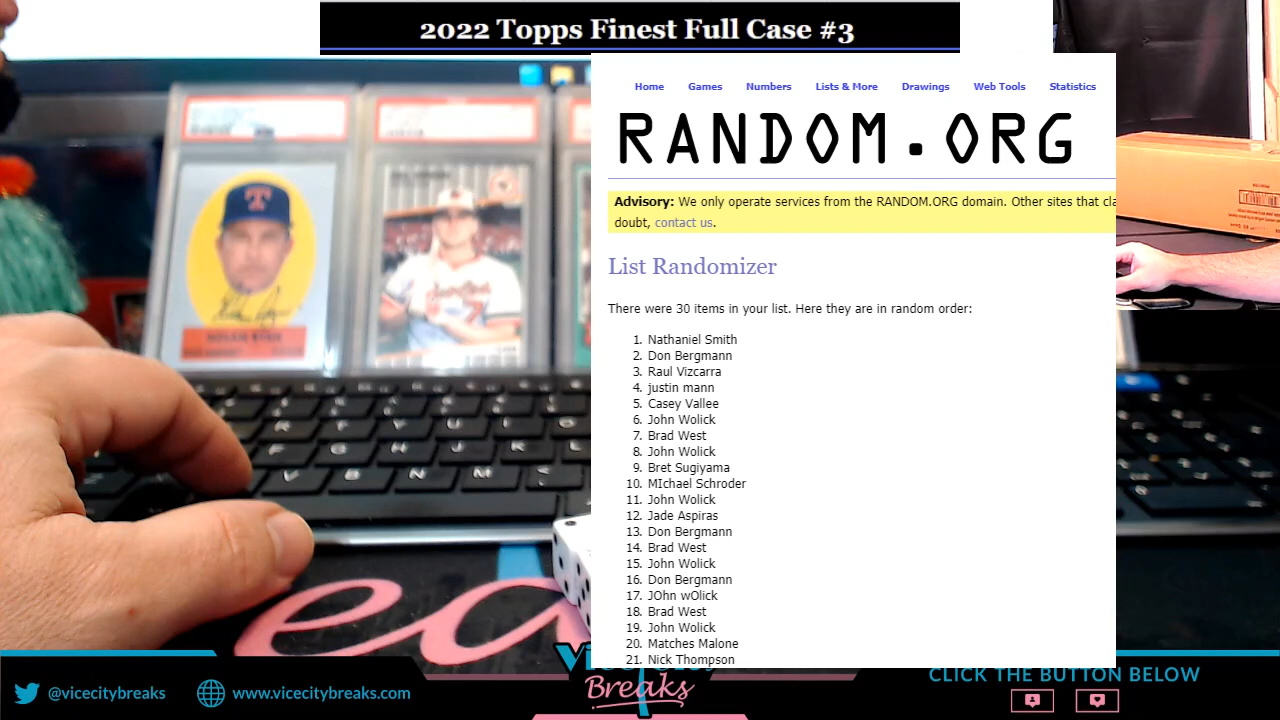 2022 Topps Finest Full Case #3
Home Games Numbers Lists & More Drawings Web Tools Statistics
RANDOM.ORG
Advisory: We only operate services from the RANDOM.ORG domain. Other sites that cla
doubt, contact us.
List Randomizer
There were 30 items in your list. Here they are in random order:
1. Nathaniel Smith
2. Don Bergmann
3. Raul Vizcarra
4. justin mann
5. Casey Vallee
6. John Wolick
7. Brad West
8. John Wolick
9. Bret Sugiyama
10. MIchael Schroder
11. John Wolick
12. Jade Aspiras
13. Don Bergmann
14. Brad West
15. John Wolick
16. Don Bergmann
17. JOhn wOlick
18. Brad West
19. John Wolick
20. Matches Malone
21. Nick Thompson
T
R F Y U I
F G H J K L
V B N M
ea
Breaks
@vicecitybreaks
www.vicecitybreaks.com
CLICK THE BUTTON BELOW